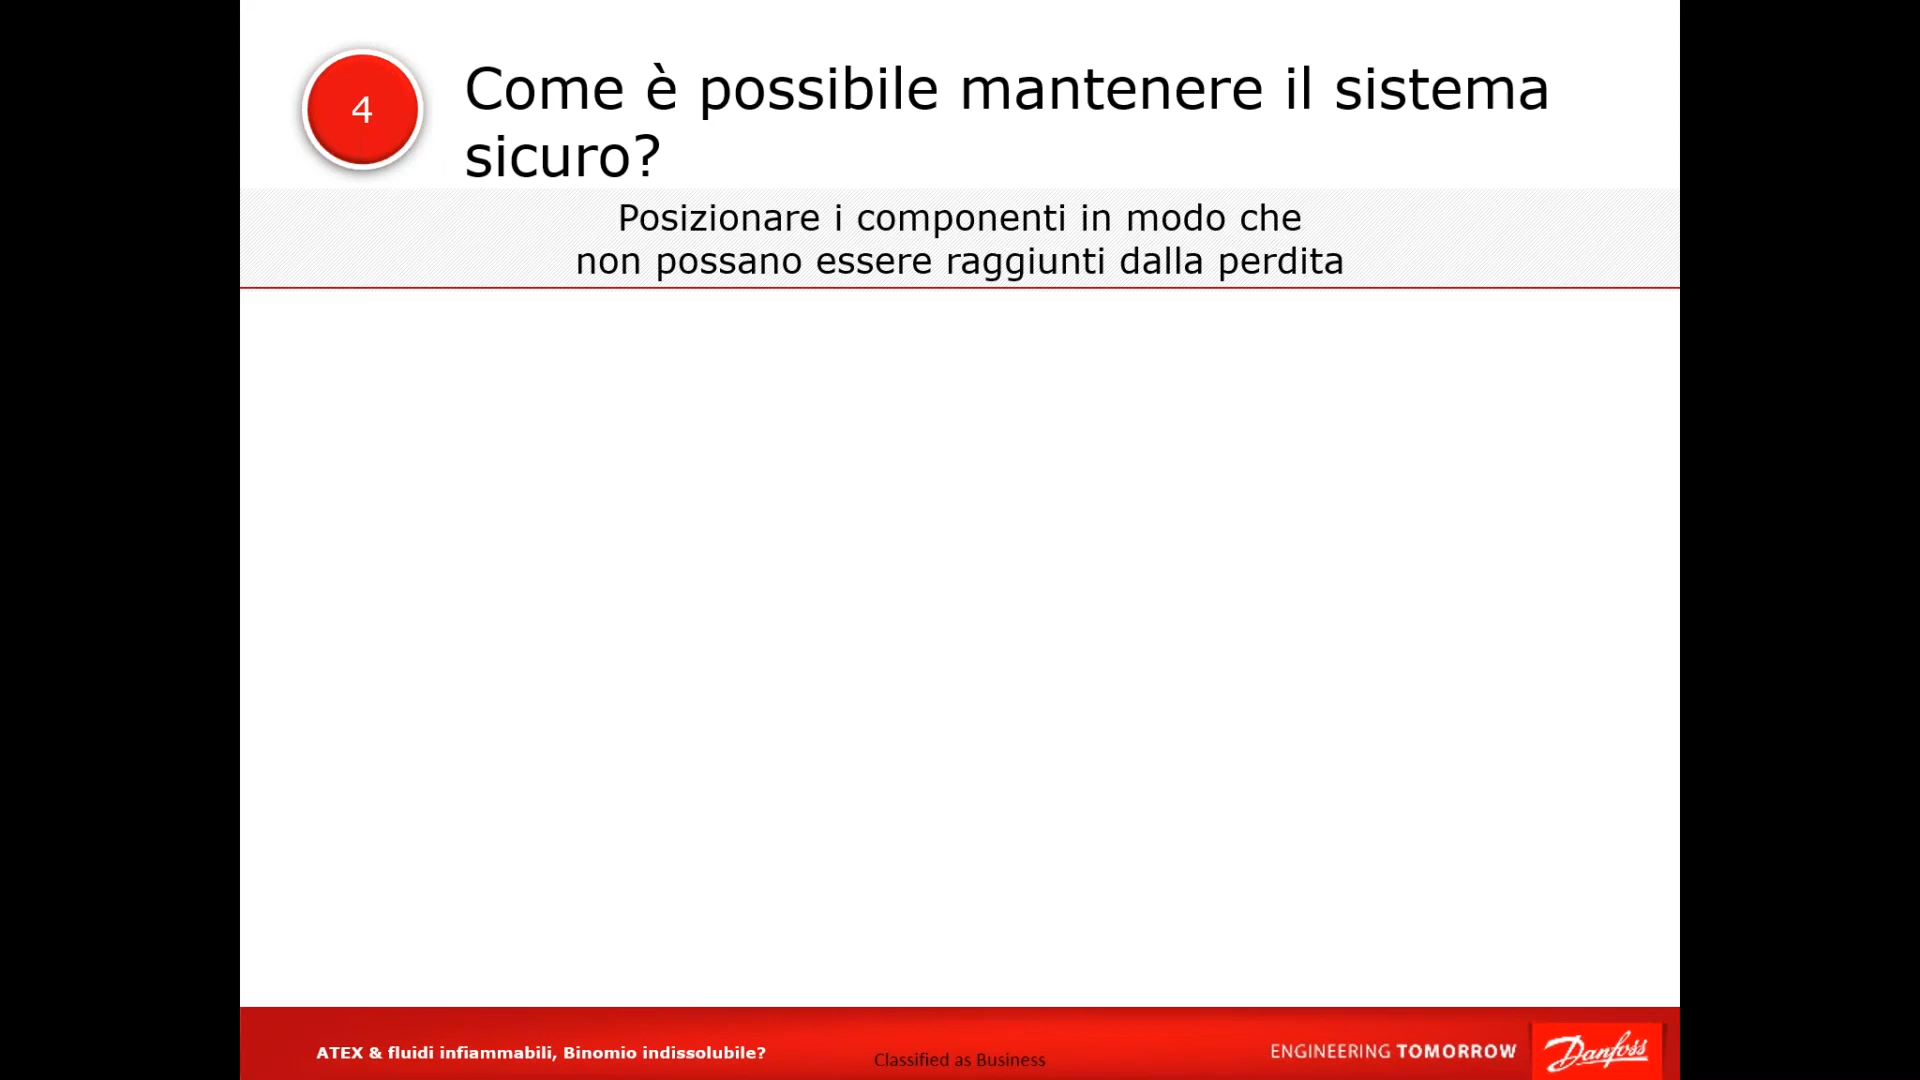 4
Come è possibile mantenere il sistema
sicuro?
Posizionare i componenti in modo che
non possano essere raggiunti dalla perdita
ATEX & fluidi infiammabili, Binomio indissolubile?
Classified as Business
ENGINEERING TOMORROW
Danfoss